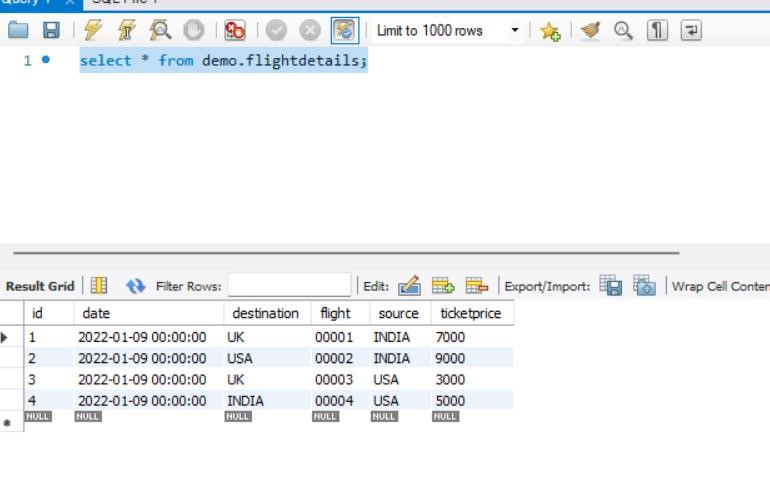 Limit to 1000 rows
1 select * from demo.flightdetails;
Result Grid Filter Rows: Edit: Export/Import: Wrap Cell
id date destination flight source ticketprice
1 2022-01-09 00:00:00 UK 00001 INDIA 7000
2 2022-01-09 00:00:00 USA 00002 INDIA 9000
3 2022-01-09 00:00:00 UK 00003 USA 3000
4 2022-01-09 00:00:00 INDIA 00004 USA 5000
NULL NULL NULL NULL NULL NULL